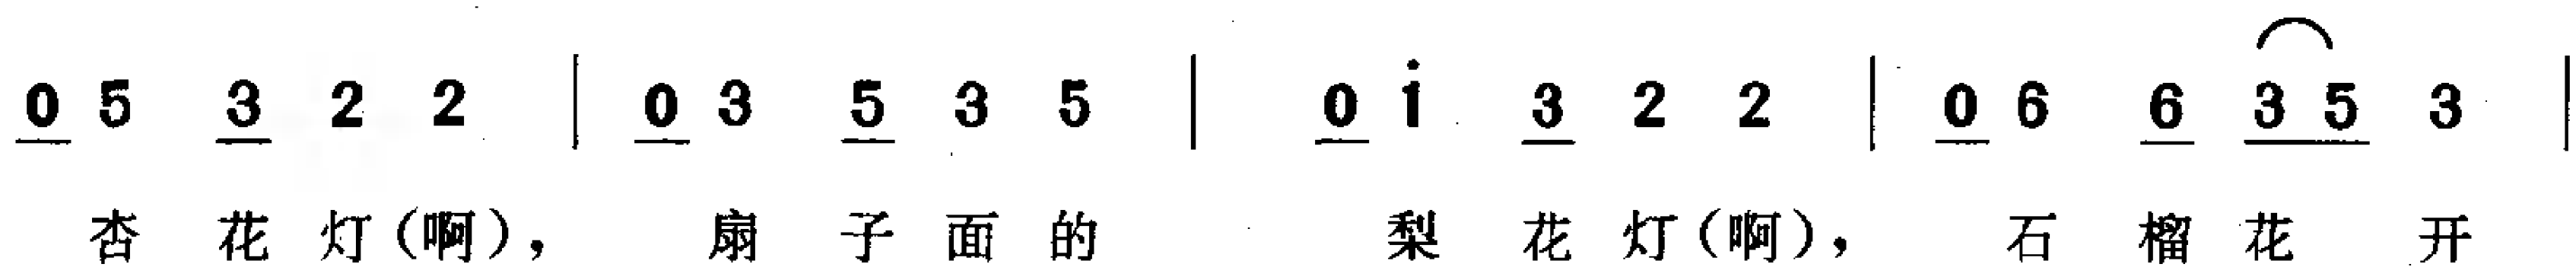 0 5 3 2 2 | 0 3 5 3 5 | 0 i 3 2 2 | 0 6 6 3 5 3 |
杏 花 灯(啊), 扇 子 面 的 梨 花 灯(啊), 石 榴 花 开